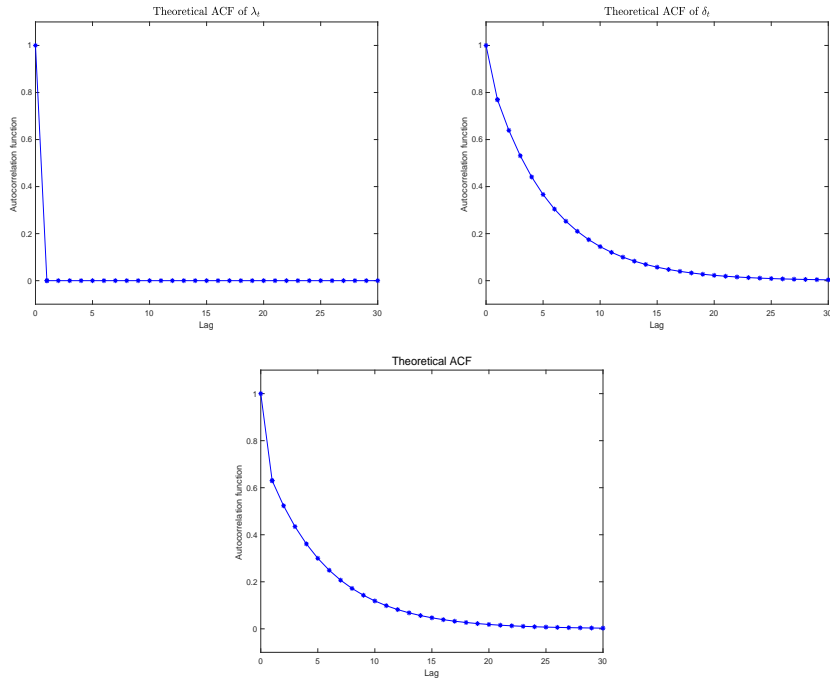 Theoretical ACF of λ_t
Autocorrelation function
1
0.8
0.6
0.4
0.2
0
0 5 10 15 20 25 30
Lag
Theoretical ACF of δ_t
Autocorrelation function
1
0.8
0.6
0.4
0.2
0
0 5 10 15 20 25 30
Lag
Theoretical ACF
Autocorrelation function
1
0.8
0.6
0.4
0.2
0
0 5 10 15 20 25 30
Lag